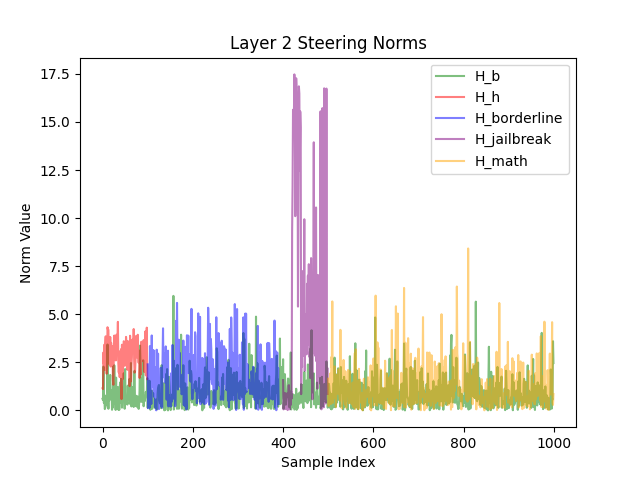 Layer 2 Steering Norms
17.5
15.0
12.5
10.0
7.5
5.0
2.5
0.0
Norm Value
H_b
H_h
H_borderline
H_jailbreak
H_math
0
200
400
600
800
1000
Sample Index